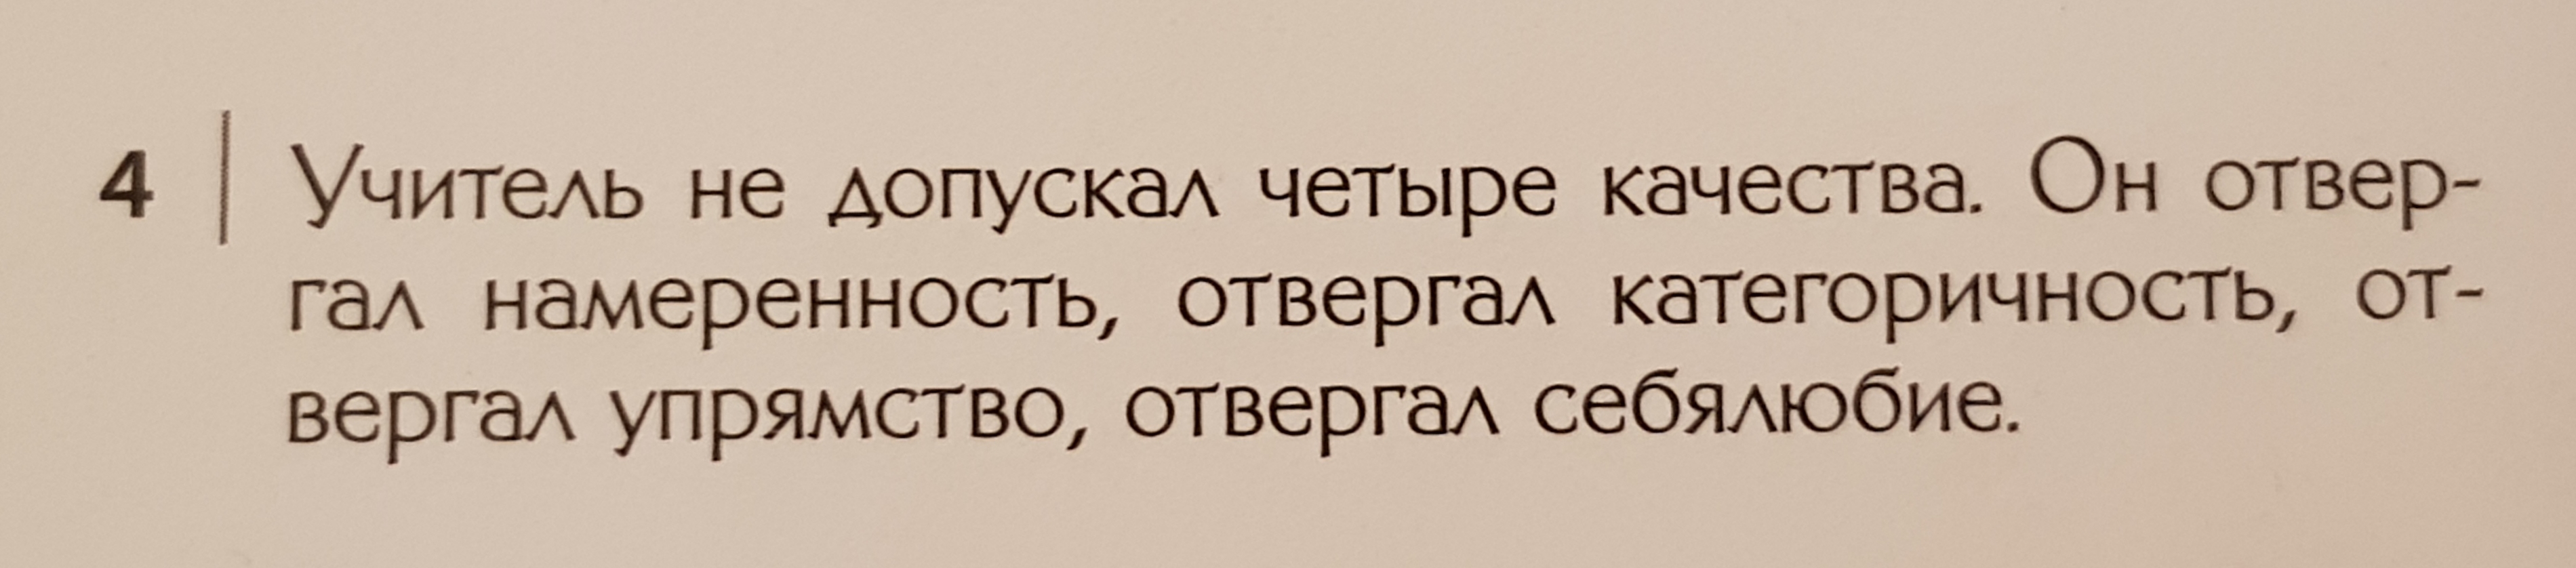 4 Учитель не допускал четыре качества. Он отвер-
гал намеренность, отвергал категоричность, от-
вергал упрямство, отвергал себялюбие.